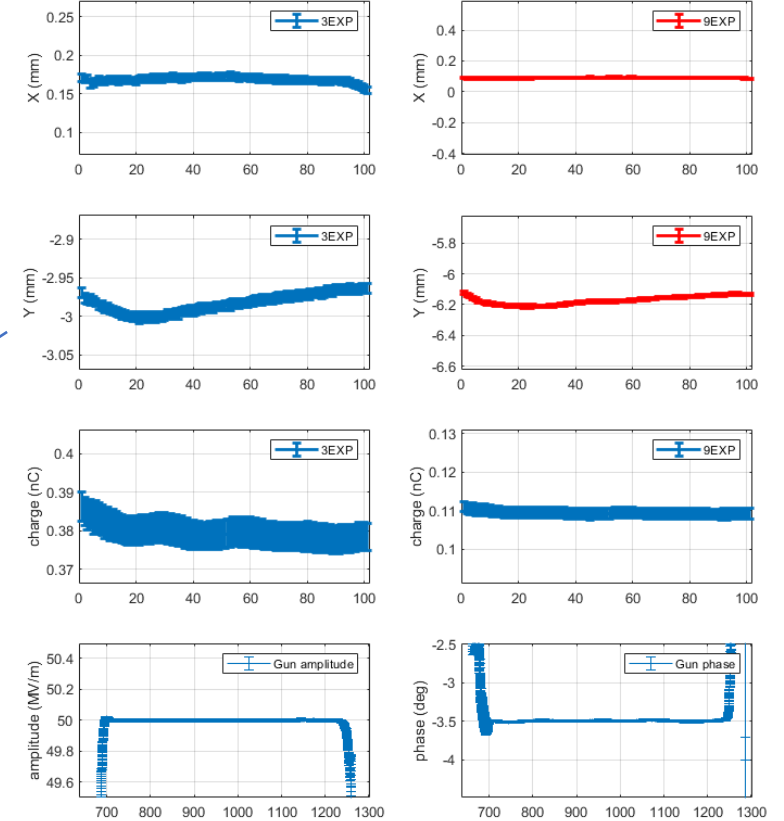 3EXP
X (mm)
0.25
0.2
0.15
0.1
0 20 40 60 80 100
9EXP
X (mm)
0.4
0.2
0
-0.2
-0.4
0 20 40 60 80 100
3EXP
Y (mm)
-2.9
-2.95
-3
-3.05
0 20 40 60 80 100
9EXP
Y (mm)
-5.8
-6
-6.2
-6.4
-6.6
0 20 40 60 80 100
3EXP
charge (nC)
0.4
0.39
0.38
0.37
0 20 40 60 80 100
9EXP
charge (nC)
0.13
0.12
0.11
0.1
0 20 40 60 80 100
Gun amplitude
amplitude (MV/m)
50.4
50.2
50
49.8
49.6
700 800 900 1000 1100 1200 1300
Gun phase
phase (deg)
-2.5
-3
-3.5
-4
700 800 900 1000 1100 1200 1300